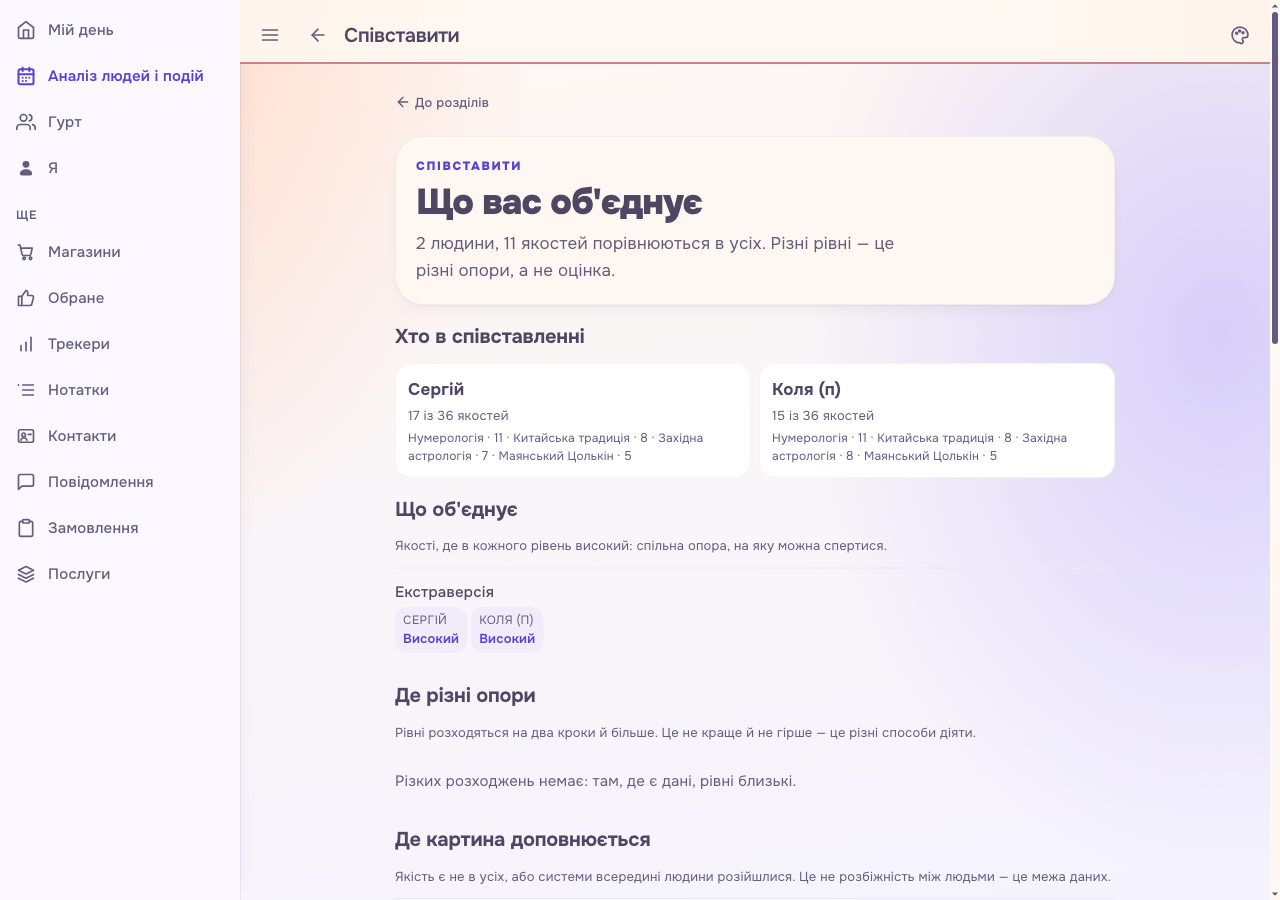 Мій день
Аналіз людей і подій
Гурт
Я
ЩЕ
Магазини
Обране
Трекери
Нотатки
Контакти
Повідомлення
Замовлення
Послуги
Співставити
До розділів
СПІВСТАВИТИ
Що вас об'єднує
2 людини, 11 якостей порівнюються в усіх. Різні рівні — це
різні опори, а не оцінка.
Хто в співставленні
Сергій
17 із 36 якостей
Нумерологія · 11 · Китайська традиція · 8 · Західна
астрологія · 7 · Маянський Цолькін · 5
Коля (п)
15 із 36 якостей
Нумерологія · 11 · Китайська традиція · 8 · Західна
астрологія · 8 · Маянський Цолькін · 5
Що об'єднує
Якості, де в кожного рівень високий: спільна опора, на яку можна спертися.
Екстраверсія
СЕРГІЙ
Високий
КОЛЯ (П)
Високий
Де різні опори
Рівні розходяться на два кроки й більше. Це не краще й не гірше — це різні способи діяти.
Різких розходжень немає: там, де є дані, рівні близькі.
Де картина доповнюється
Якість є не в усіх, або системи всередині людини розійшлися. Це не розбіжність між людьми — це межа даних.